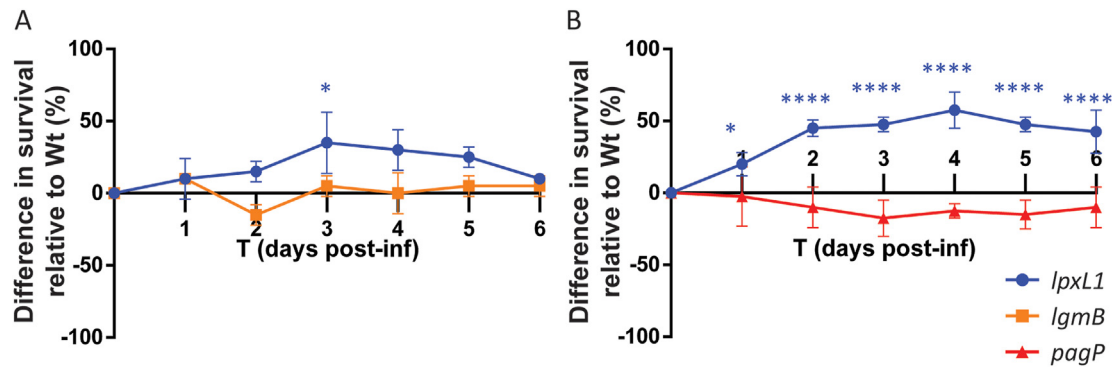 A
B
Difference in survival
relative to Wt (%)
100
50
0
-50
-100
*
1 2 3 4 5 6
T (days post-inf)
Difference in survival
relative to Wt (%)
100
50
0
-50
-100
* **** **** **** **** ****
1 2 3 4 5 6
T (days post-inf)
lpxL1
lgmB
pagP